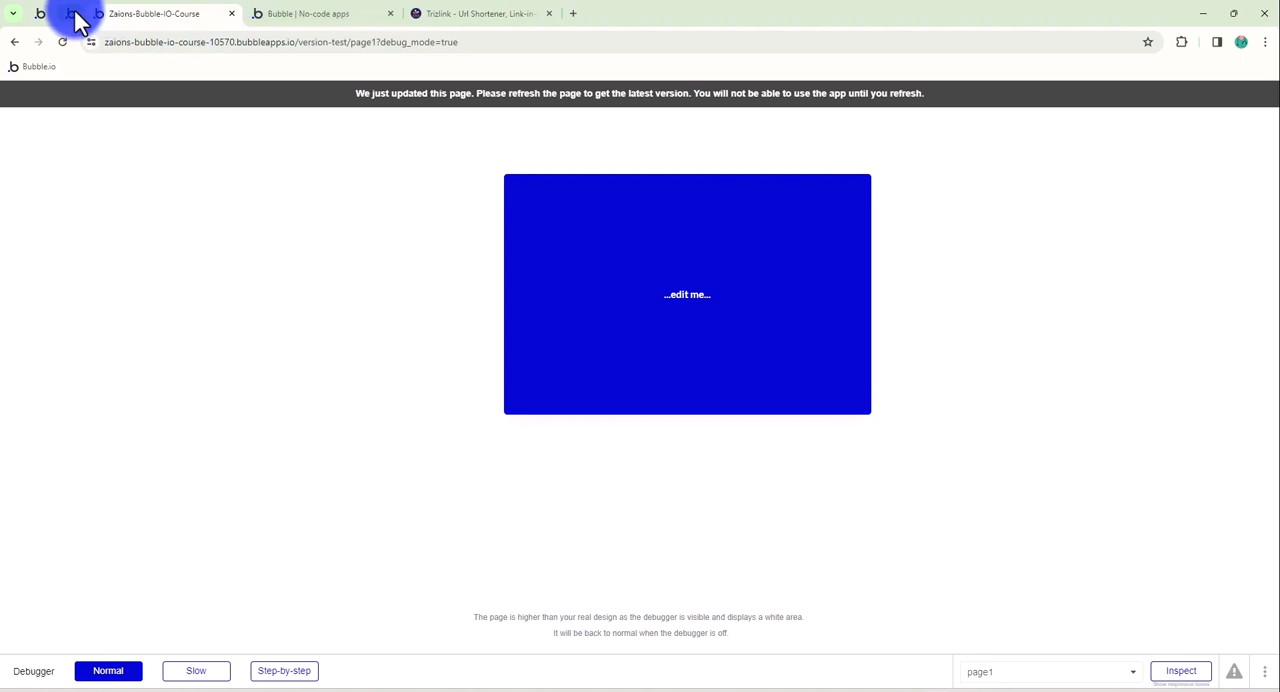 Zaions-Bubble-IO-Course
Bubble | No-code apps
Trizlink - Url Shortener, Link-in-
zaions-bubble-io-course-10570.bubbleapps.io/version-test/page1?debug_mode=true
Bubble.io
We just updated this page. Please refresh the page to get the latest version. You will not be able to use the app until you refresh.
...edit me...
The page is higher than your real design as the debugger is visible and displays a white area.
It will be back to normal when the debugger is off.
Debugger
Normal
Slow
Step-by-step
page1
Inspect
Show responsive boxes